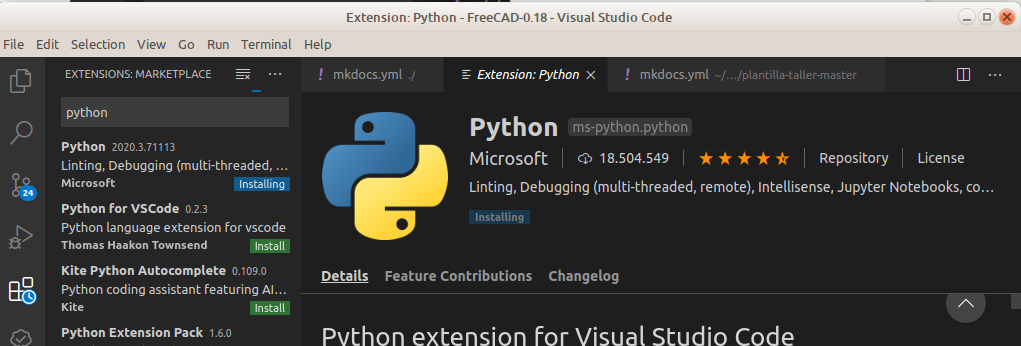 Extension: Python - FreeCAD-0.18 - Visual Studio Code
File Edit Selection View Go Run Terminal Help
EXTENSIONS: MARKETPLACE
mkdocs.yml ./
Extension: Python
mkdocs.yml ~/.../plantilla-taller-master
python
Python 2020.3.71113
Linting, Debugging (multi-threaded, ...
Microsoft Installing
Python for VSCode 0.2.3
Python language extension for vscode
Thomas Haakon Townsend Install
Kite Python Autocomplete 0.109.0
Python coding assistant featuring AI...
Kite Install
Python Extension Pack 1.6.0
24
Python ms-python.python
Microsoft 18.504.549 Repository License
Linting, Debugging (multi-threaded, remote), Intellisense, Jupyter Notebooks, co...
Installing
Details Feature Contributions Changelog
Python extension for Visual Studio Code